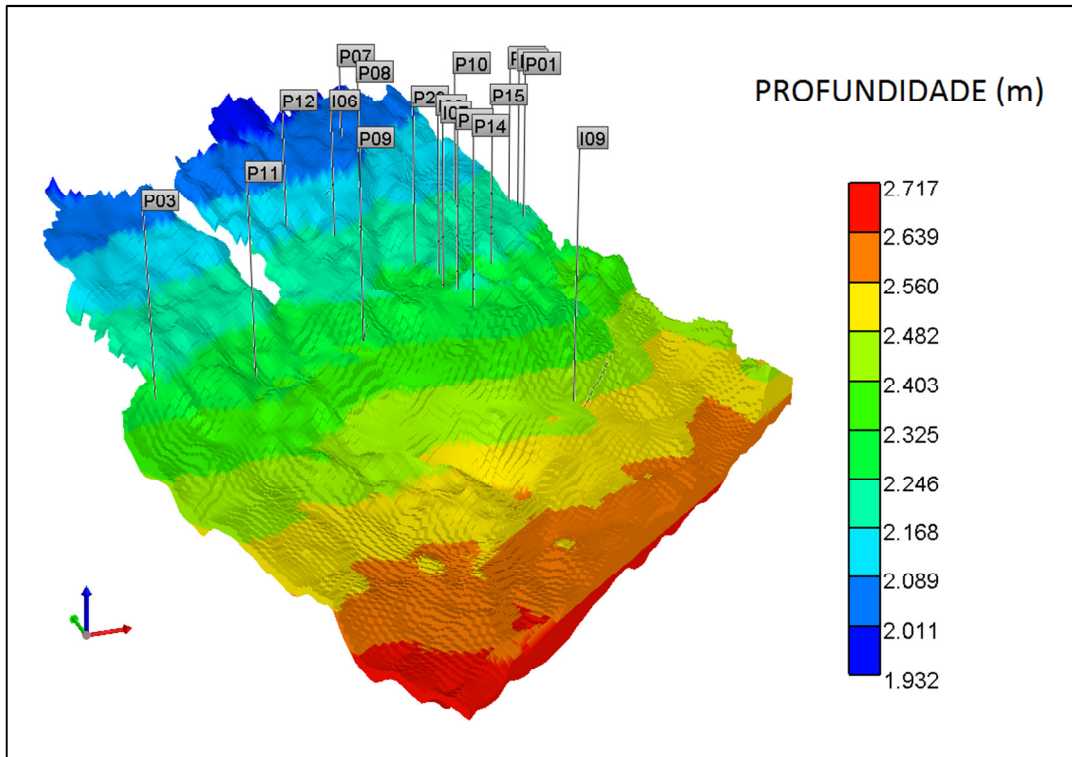 PROFUNDIDADE (m)
2.717
2.639
2.560
2.482
2.403
2.325
2.246
2.168
2.089
2.011
1.932
P07
P08
P10
P01
P12
I06
P15
P14
P09
I09
P11
P03